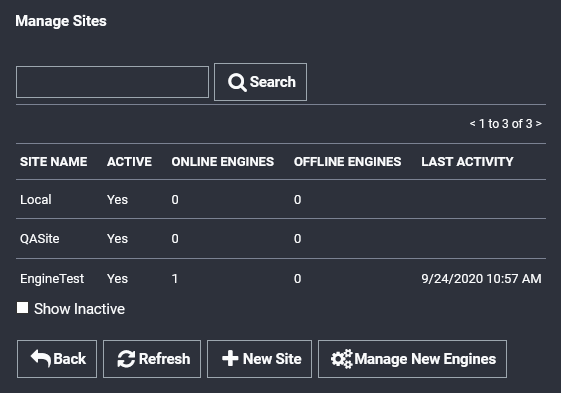 Manage Sites
Search
< 1 to 3 of 3 >
SITE NAME ACTIVE ONLINE ENGINES OFFLINE ENGINES LAST ACTIVITY
Local Yes 0 0
QASite Yes 0 0
EngineTest Yes 1 0 9/24/2020 10:57 AM
Show Inactive
Back Refresh New Site Manage New Engines